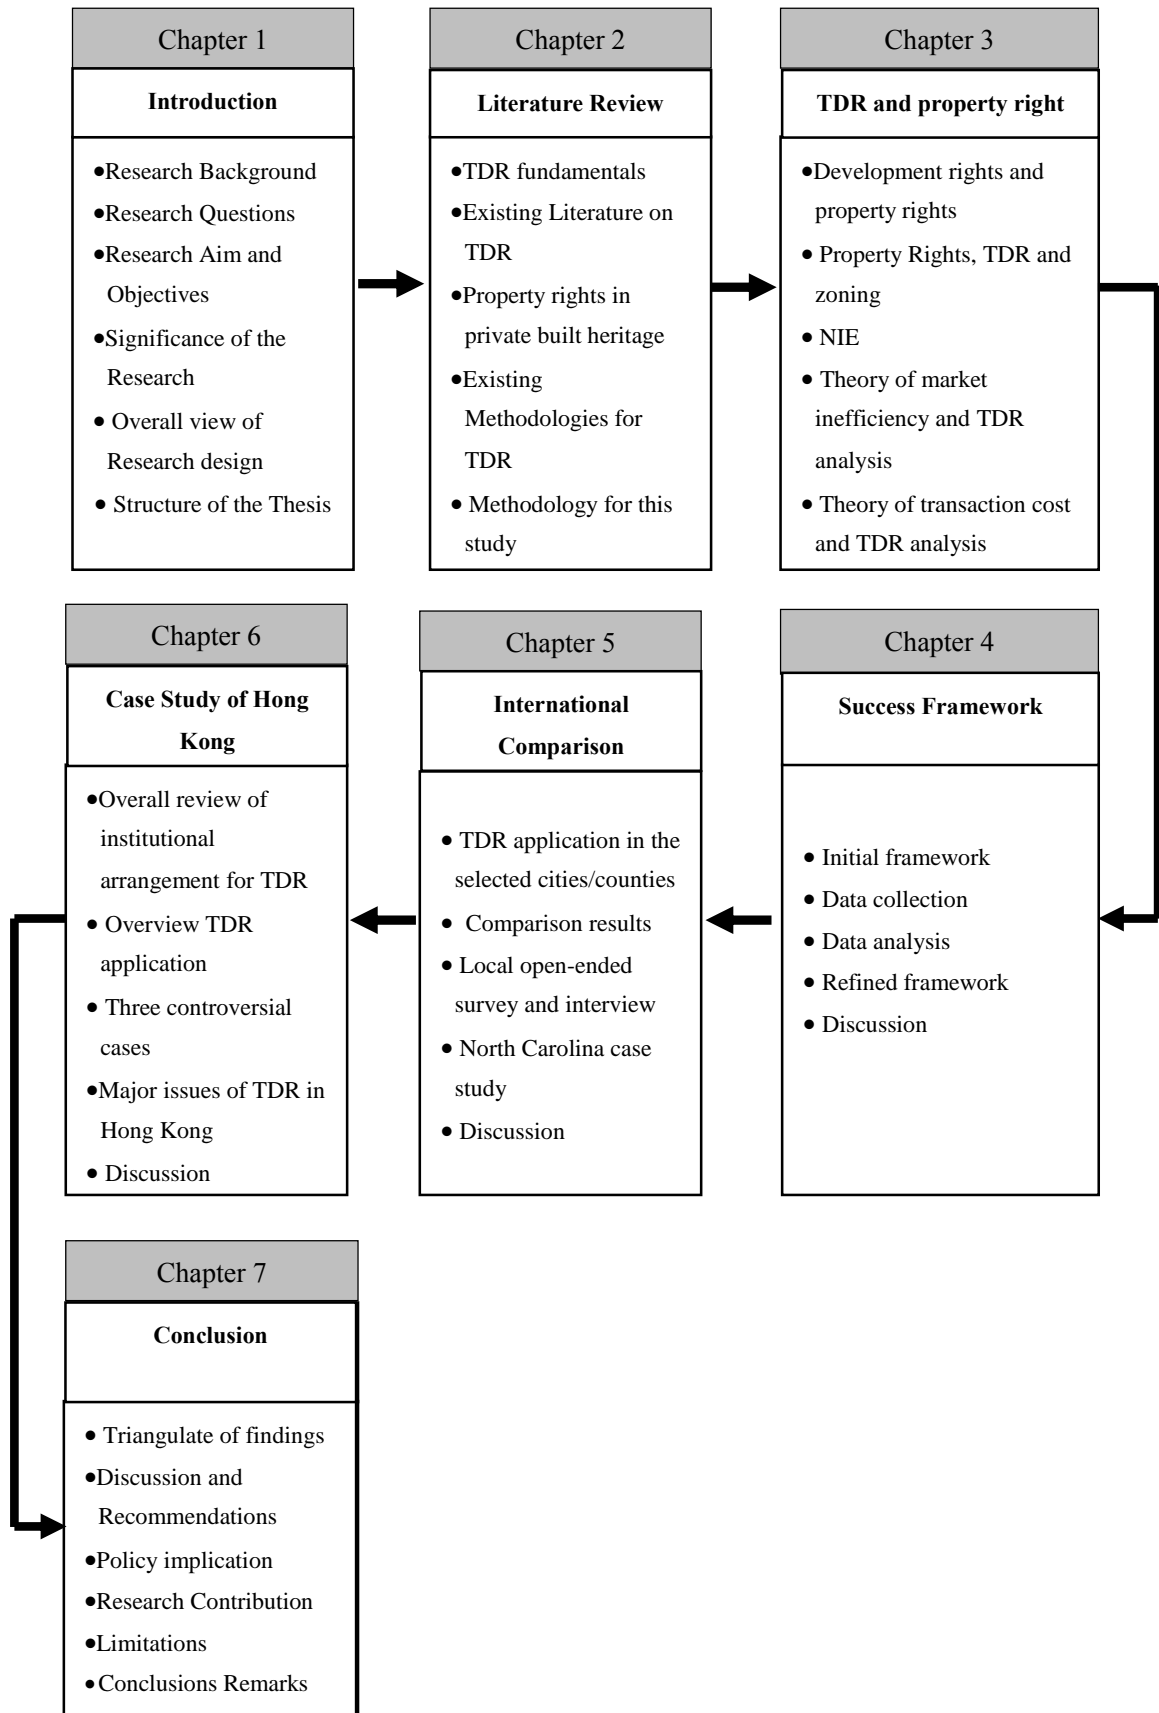 Chapter 1
Introduction
•Research Background
•Research Questions
•Research Aim and
Objectives
•Significance of the
Research
• Overall view of
Research design
• Structure of the Thesis
Chapter 2
Literature Review
•TDR fundamentals
•Existing Literature on
TDR
•Property rights in
private built heritage
•Existing
Methodologies for
TDR
• Methodology for this
study
Chapter 3
TDR and property right
•Development rights and
property rights
• Property Rights, TDR and
zoning
• NIE
• Theory of market
inefficiency and TDR
analysis
• Theory of transaction cost
and TDR analysis
Chapter 4
Success Framework
• Initial framework
• Data collection
• Data analysis
• Refined framework
• Discussion
Chapter 5
International
Comparison
• TDR application in the
selected cities/counties
• Comparison results
• Local open-ended
survey and interview
• North Carolina case
study
• Discussion
Chapter 6
Case Study of Hong
Kong
•Overall review of
institutional
arrangement for TDR
• Overview TDR
application
• Three controversial
cases
•Major issues of TDR in
Hong Kong
• Discussion
Chapter 7
Conclusion
• Triangulate of findings
•Discussion and
Recommendations
•Policy implication
•Research Contribution
•Limitations
•Conclusions Remarks